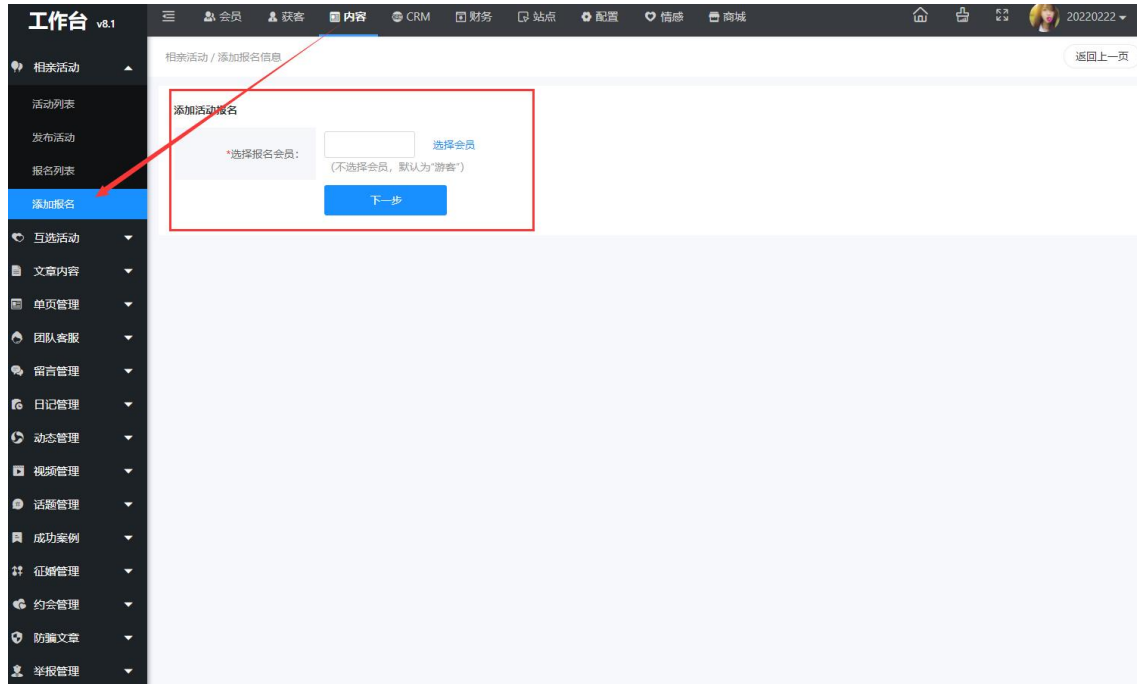 工作台 v8.1
会员 获客 内容 CRM 财务 站点 配置 情感 商城 20220222
相亲活动 / 添加报名信息 返回上一页
相亲活动
活动列表
发布活动
报名列表
添加报名
互选活动
文章内容
单页管理
团队客服
留言管理
日记管理
动态管理
视频管理
话题管理
成功案例
征婚管理
约会管理
防骗文章
举报管理
添加活动报名
*选择报名会员: 选择会员
(不选择会员，默认为"游客")
下一步